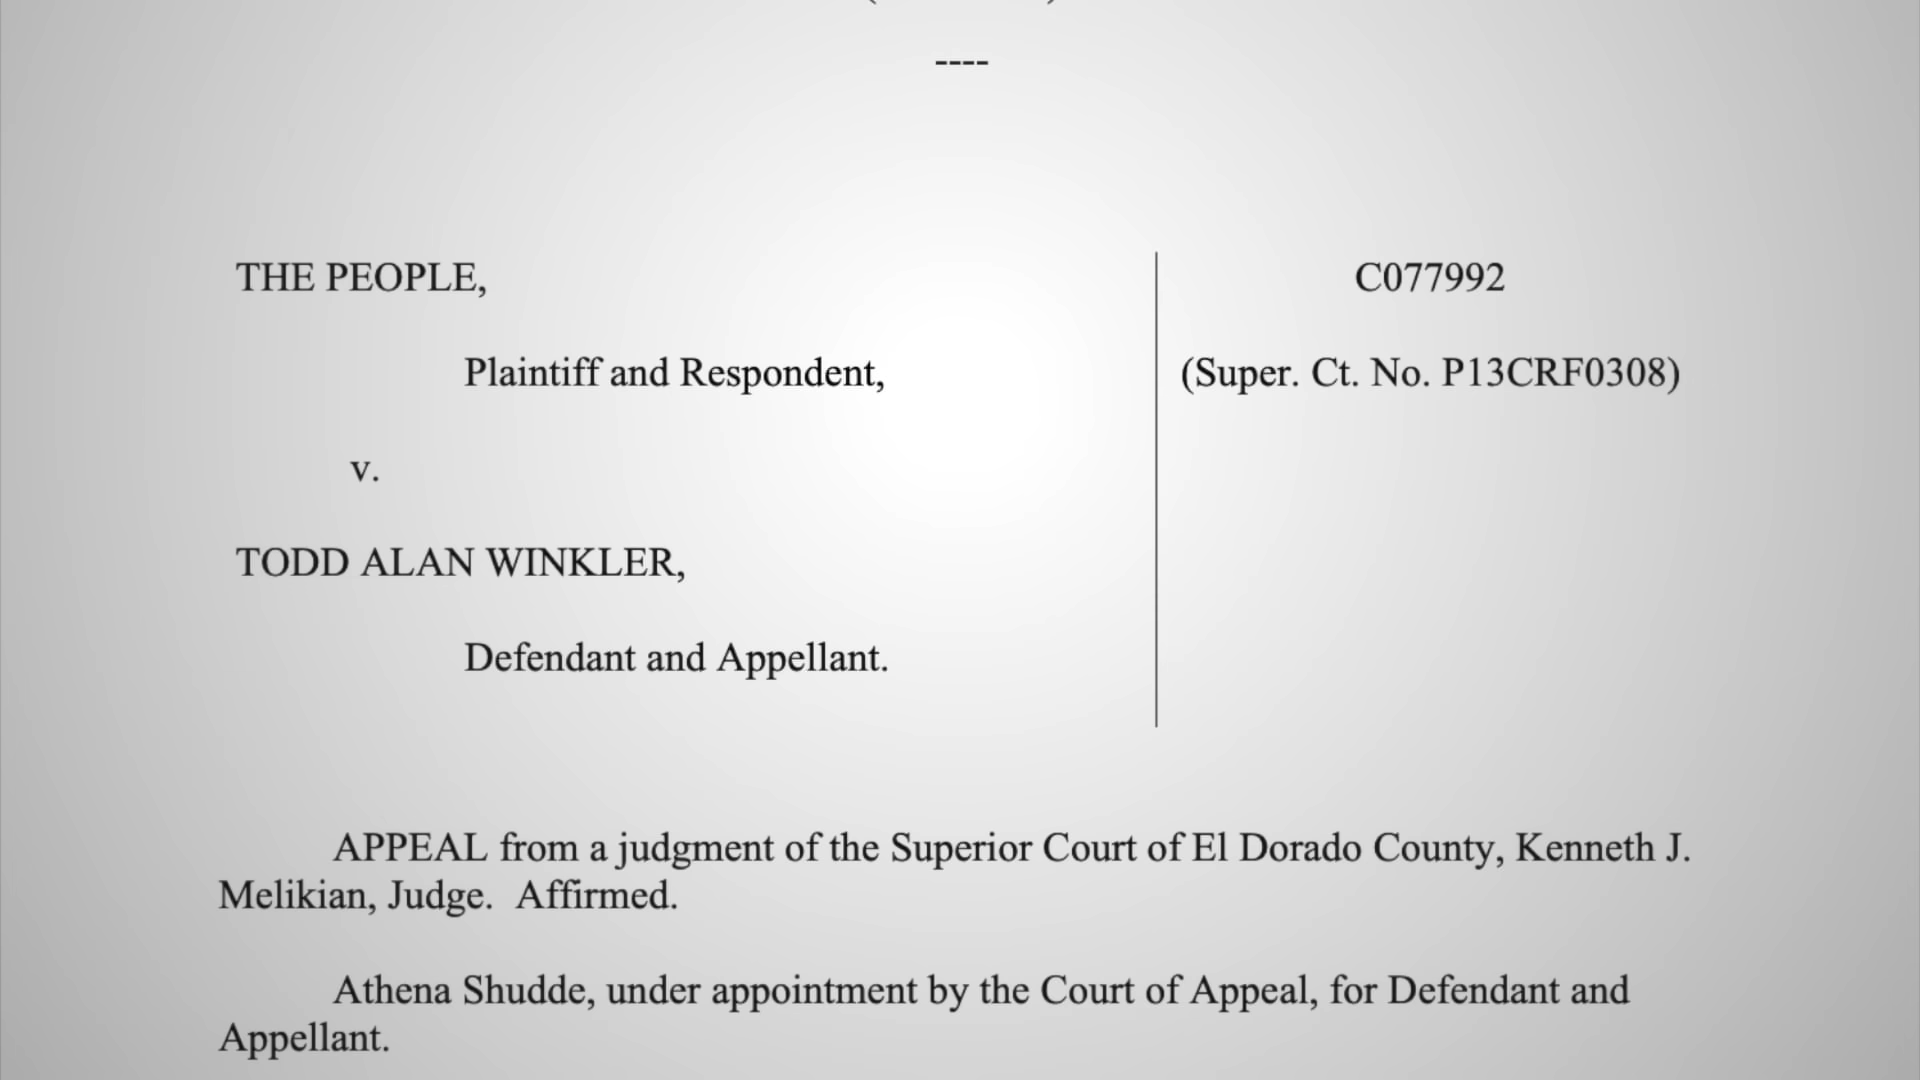 ----
THE PEOPLE,
C077992
Plaintiff and Respondent,
(Super. Ct. No. P13CRF0308)
v.
TODD ALAN WINKLER,
Defendant and Appellant.
APPEAL from a judgment of the Superior Court of El Dorado County, Kenneth J.
Melikian, Judge.  Affirmed.
Athena Shudde, under appointment by the Court of Appeal, for Defendant and
Appellant.